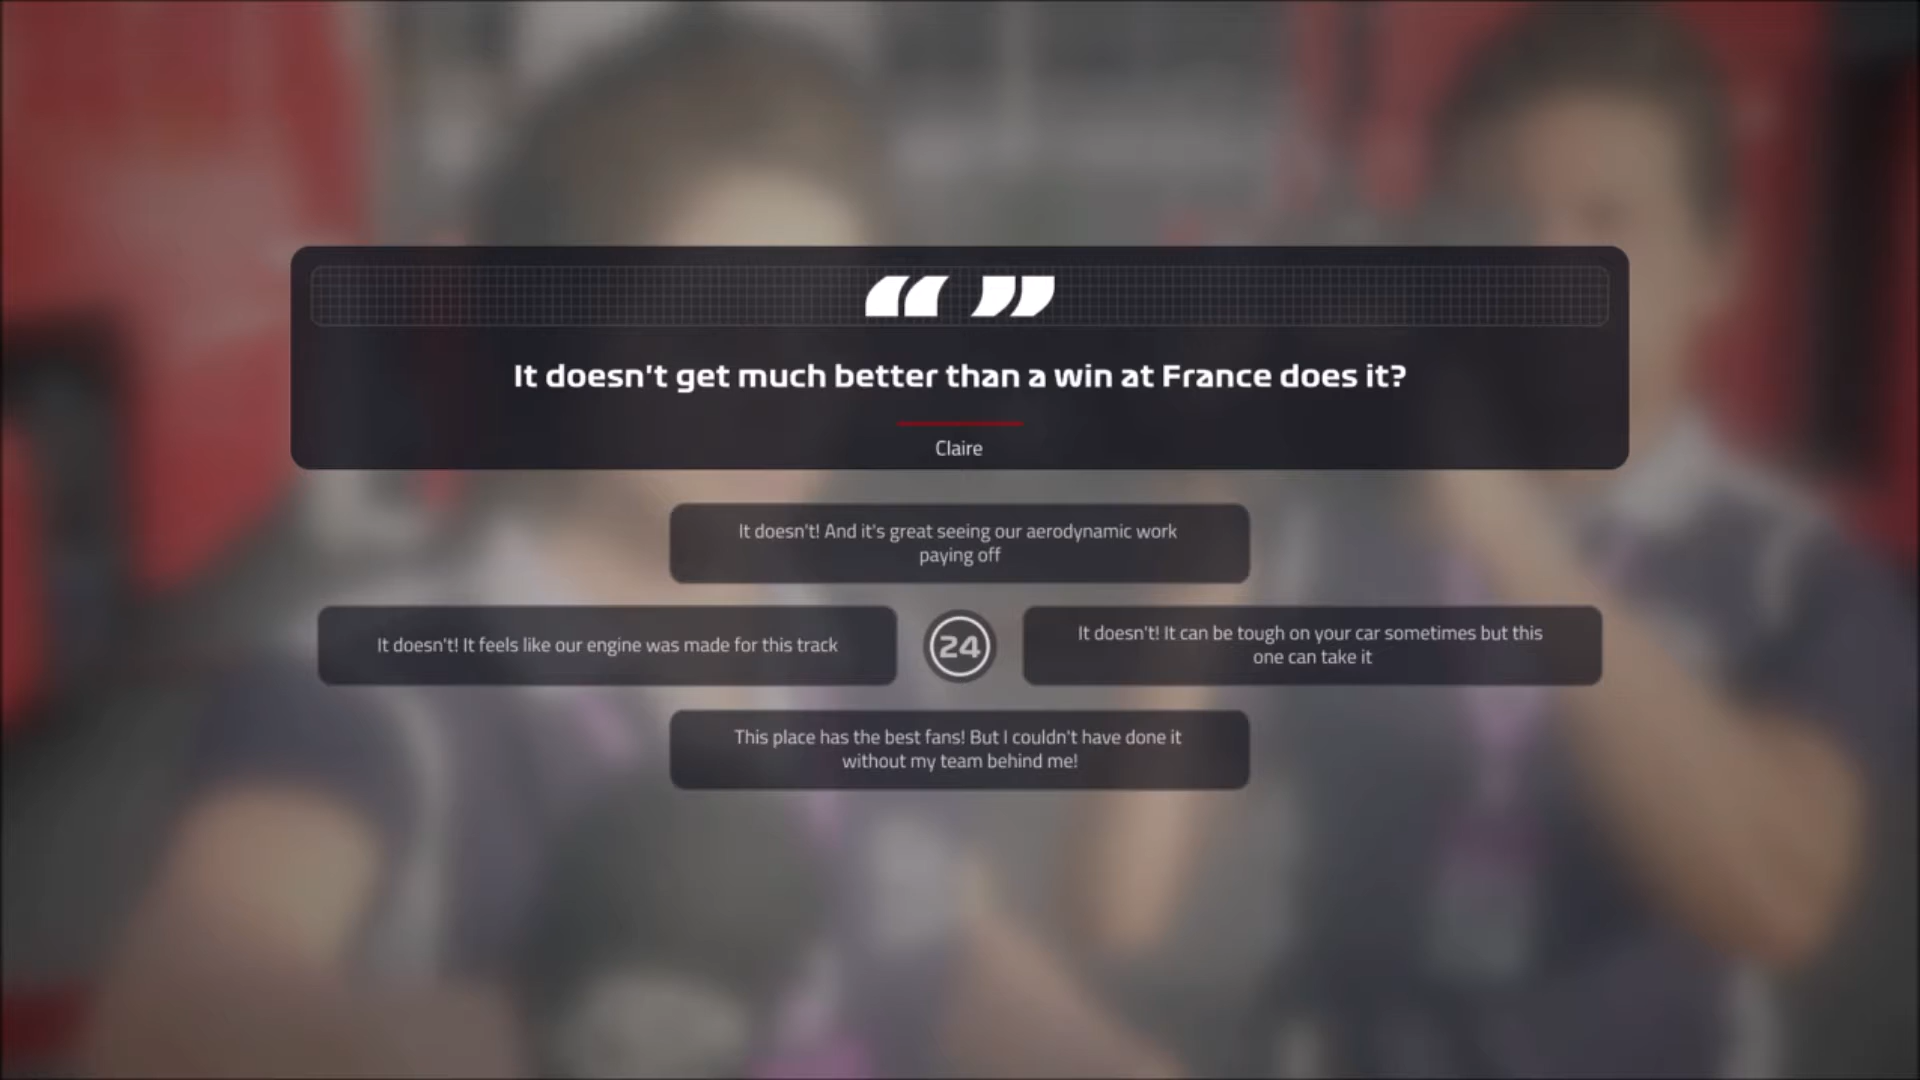 “ ”
It doesn't get much better than a win at France does it?
Claire
It doesn't! And it's great seeing our aerodynamic work
paying off
It doesn't! It feels like our engine was made for this track
24
It doesn't! It can be tough on your car sometimes but this
one can take it
This place has the best fans! But I couldn't have done it
without my team behind me!